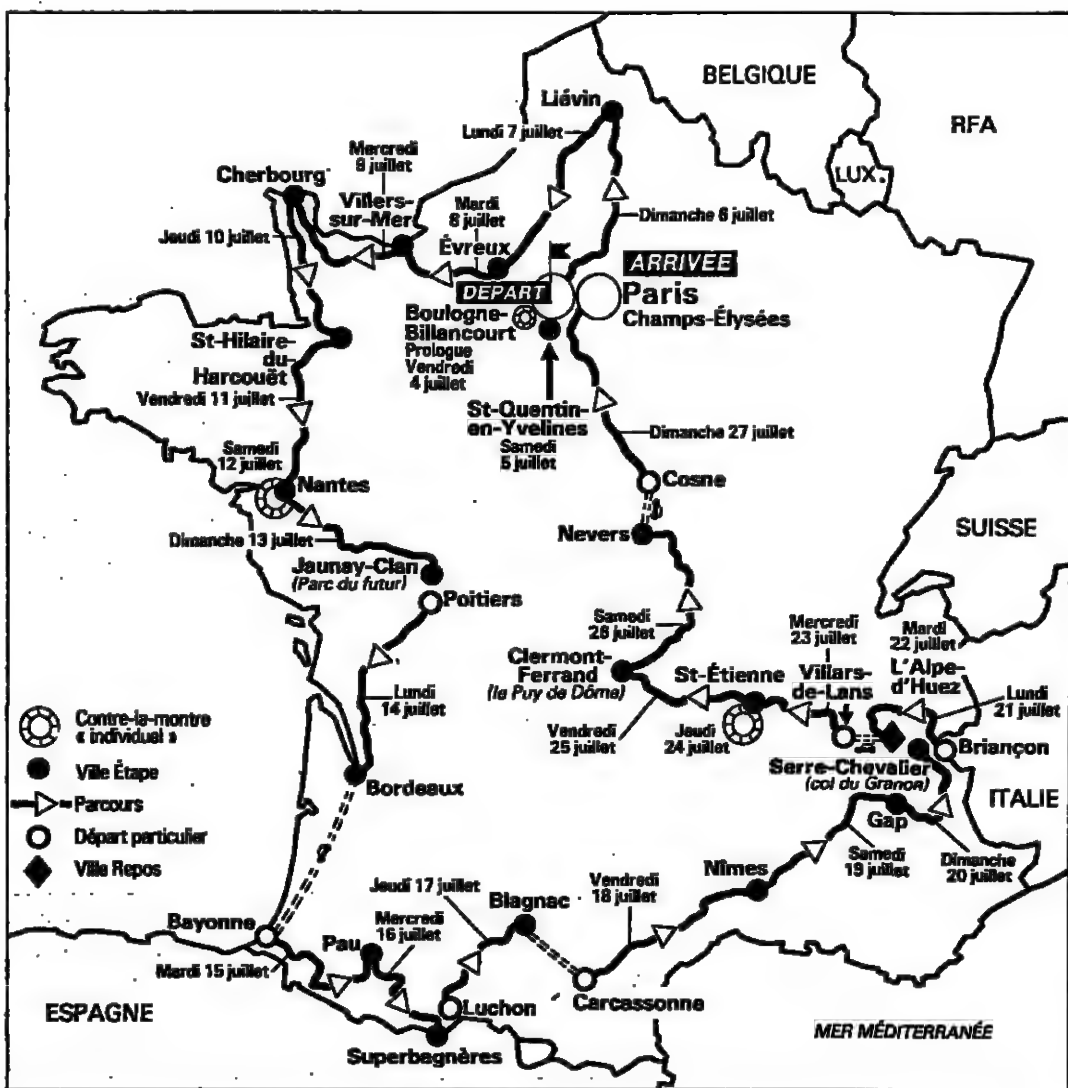 BELGIQUE
RFA
LUX.
Liévin
Lundi 7 juillet
Mercredi
9 juillet
Cherbourg
Villers-
sur-Mer
Mardi
8 juillet
Évreux
Dimanche 6 juillet
Jeudi 10 juillet
DÉPART
ARRIVÉE
Paris
Champs-Élysées
Boulogne-
Billancourt
Prologue
Vendredi
4 juillet
St-Hilaire-
du-
Harcouët
Vendredi 11 juillet
St-Quentin-
en-Yvelines
Samedi
5 juillet
Dimanche 27 juillet
Samedi
12 juillet
Nantes
Cosne
Nevers
SUISSE
Dimanche 13 juillet
Jaunay-Clan
(Parc du futur)
Poitiers
Samedi
26 juillet
Mercredi
23 juillet
Mardi
22 juillet
Clermont-
Ferrand
(le Puy de Dôme)
St-Étienne
Villars-
de-Lans
L'Alpe-
d'Huez
Lundi
21 juillet
Lundi
14 juillet
Vendredi
25 juillet
Jeudi
24 juillet
Briançon
Serre-Chevalier
(col du Granon)
ITALIE
Contre-la-montre
« individuel »
Ville Étape
Parcours
Départ particulier
Ville Repos
Bordeaux
Gap
Samedi
19 juillet
Dimanche
20 juillet
Nîmes
Vendredi
18 juillet
Jeudi 17 juillet
Blagnac
Bayonne
Mercredi
16 juillet
Pau
Mardi 15 juillet
Luchon
Carcassonne
ESPAGNE
Superbagnères
MER MÉDITERRANÉE